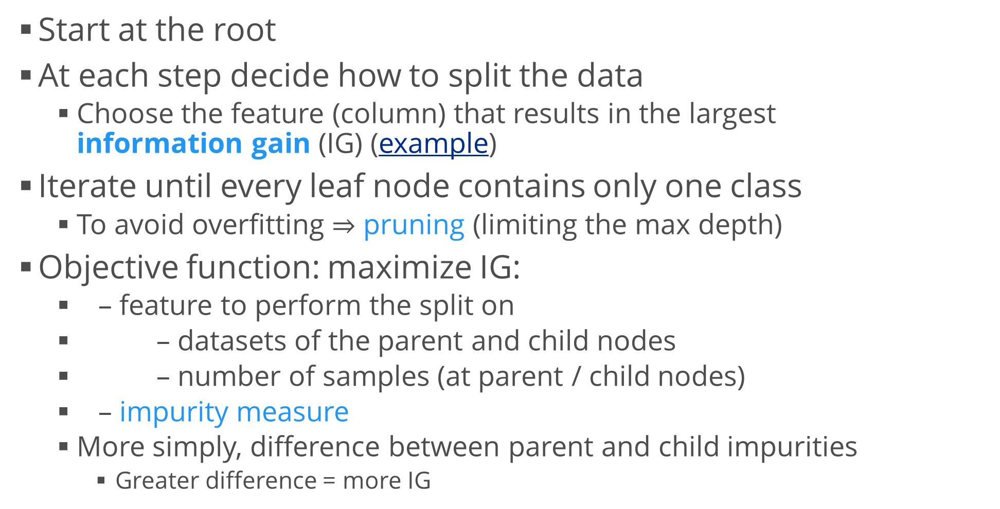 ▪ Start at the root
▪ At each step decide how to split the data
▪ Choose the feature (column) that results in the largest
information gain (IG) (example)
▪ Iterate until every leaf node contains only one class
▪ To avoid overfitting ⇒ pruning (limiting the max depth)
▪ Objective function: maximize IG:
▪ – feature to perform the split on
▪ – datasets of the parent and child nodes
▪ – number of samples (at parent / child nodes)
▪ – impurity measure
▪ More simply, difference between parent and child impurities
▪ Greater difference = more IG